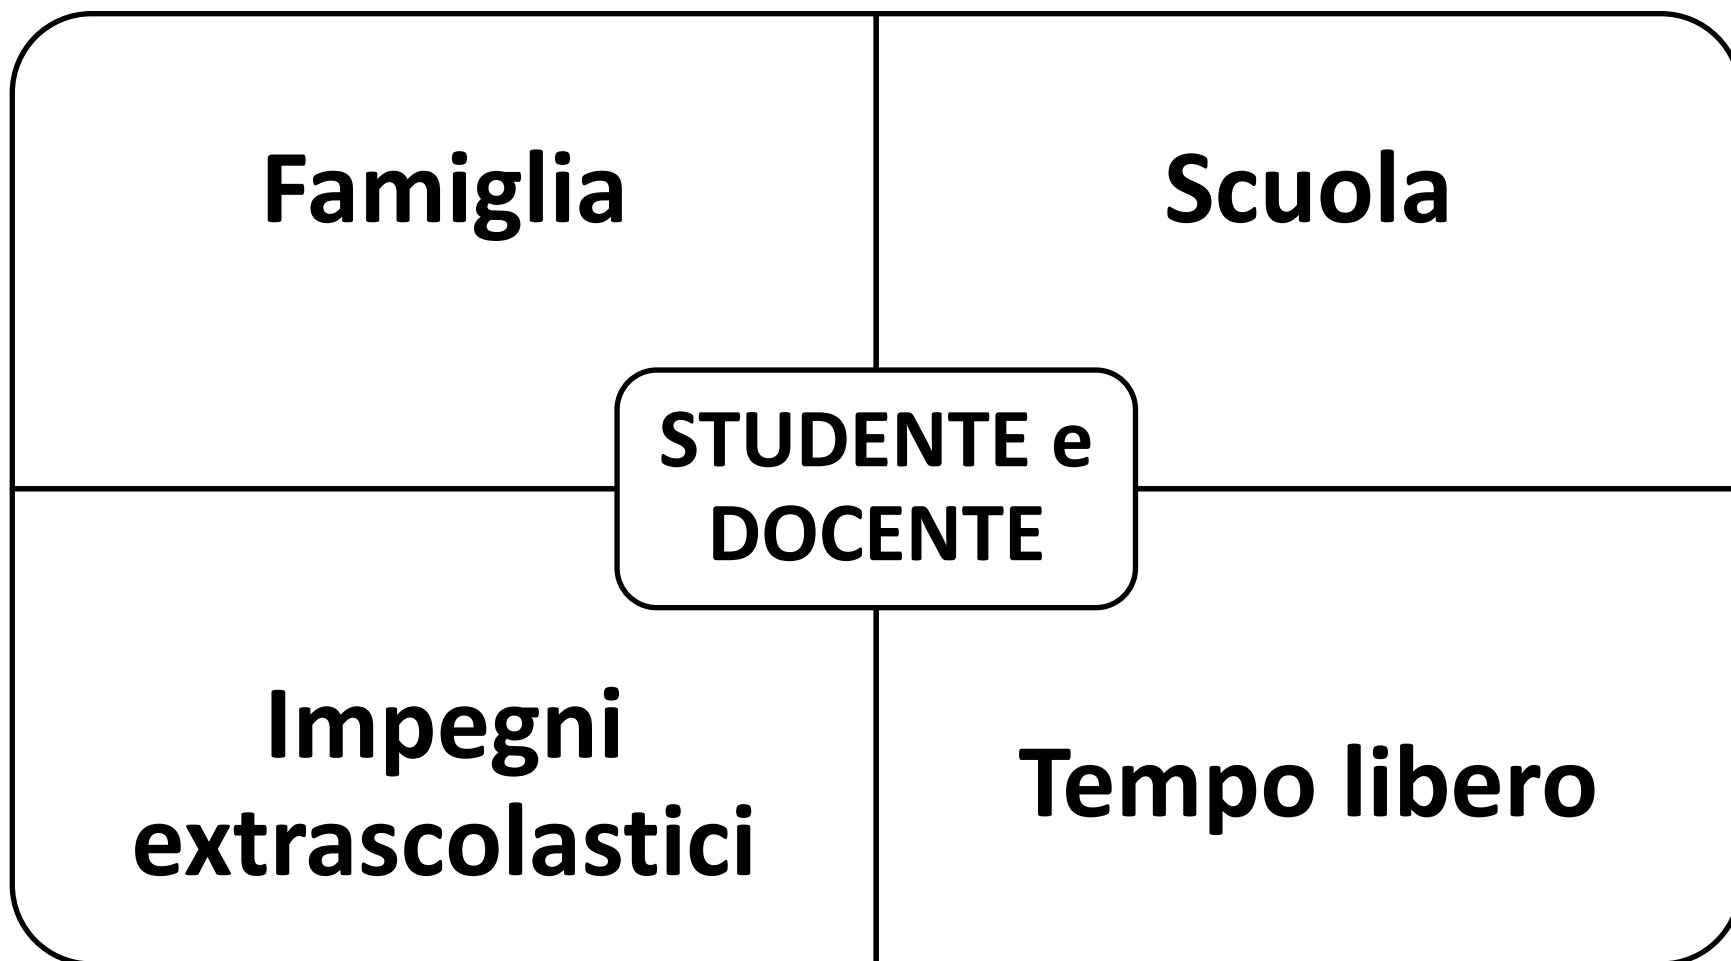 Famiglia
Scuola
STUDENTE e
DOCENTE
Impegni
extrascolastici
Tempo libero